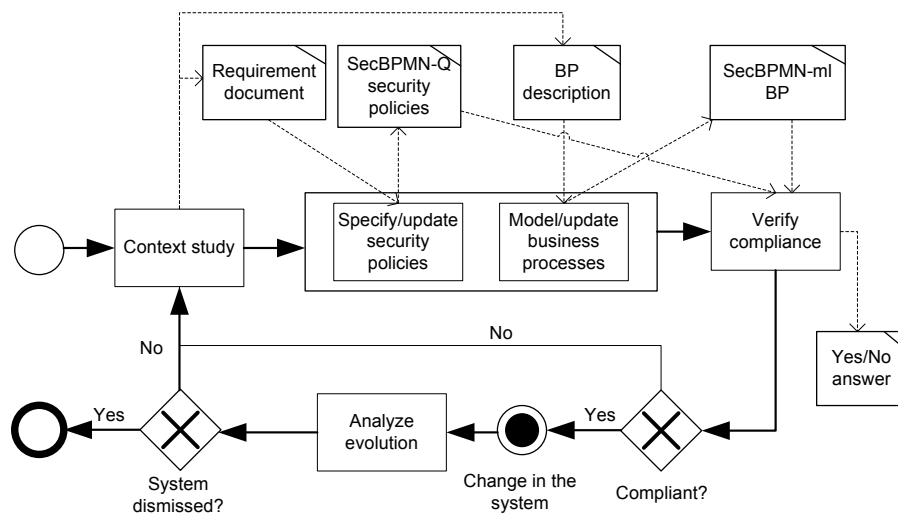 Requirement
document
SecBPMN-Q
security
policies
BP
description
SecBPMN-ml
BP
Context study
Specify/update
security
policies
Model/update
business
processes
Verify
compliance
No
No
Yes/No
answer
Yes
Analyze
evolution
Yes
System
dismissed?
Change in the
system
Compliant?